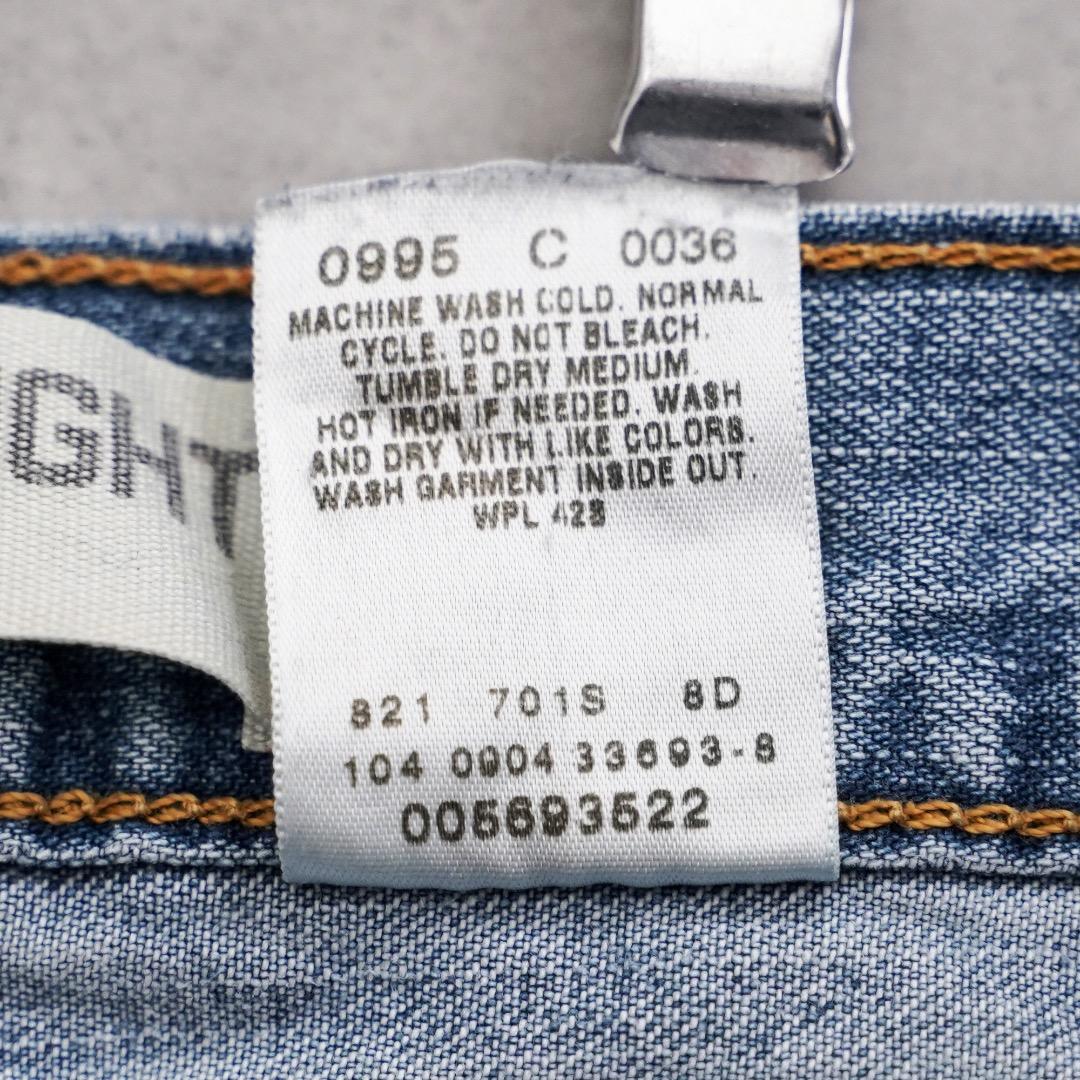 GHT
0995 C 0036
MACHINE WASH COLD. NORMAL
CYCLE. DO NOT BLEACH.
TUMBLE DRY MEDIUM.
HOT IRON IF NEEDED. WASH
AND DRY WITH LIKE COLORS.
WASH GARMENT INSIDE OUT.
WPL 423
821 701S 8D
104 0904 33693-8
005693522